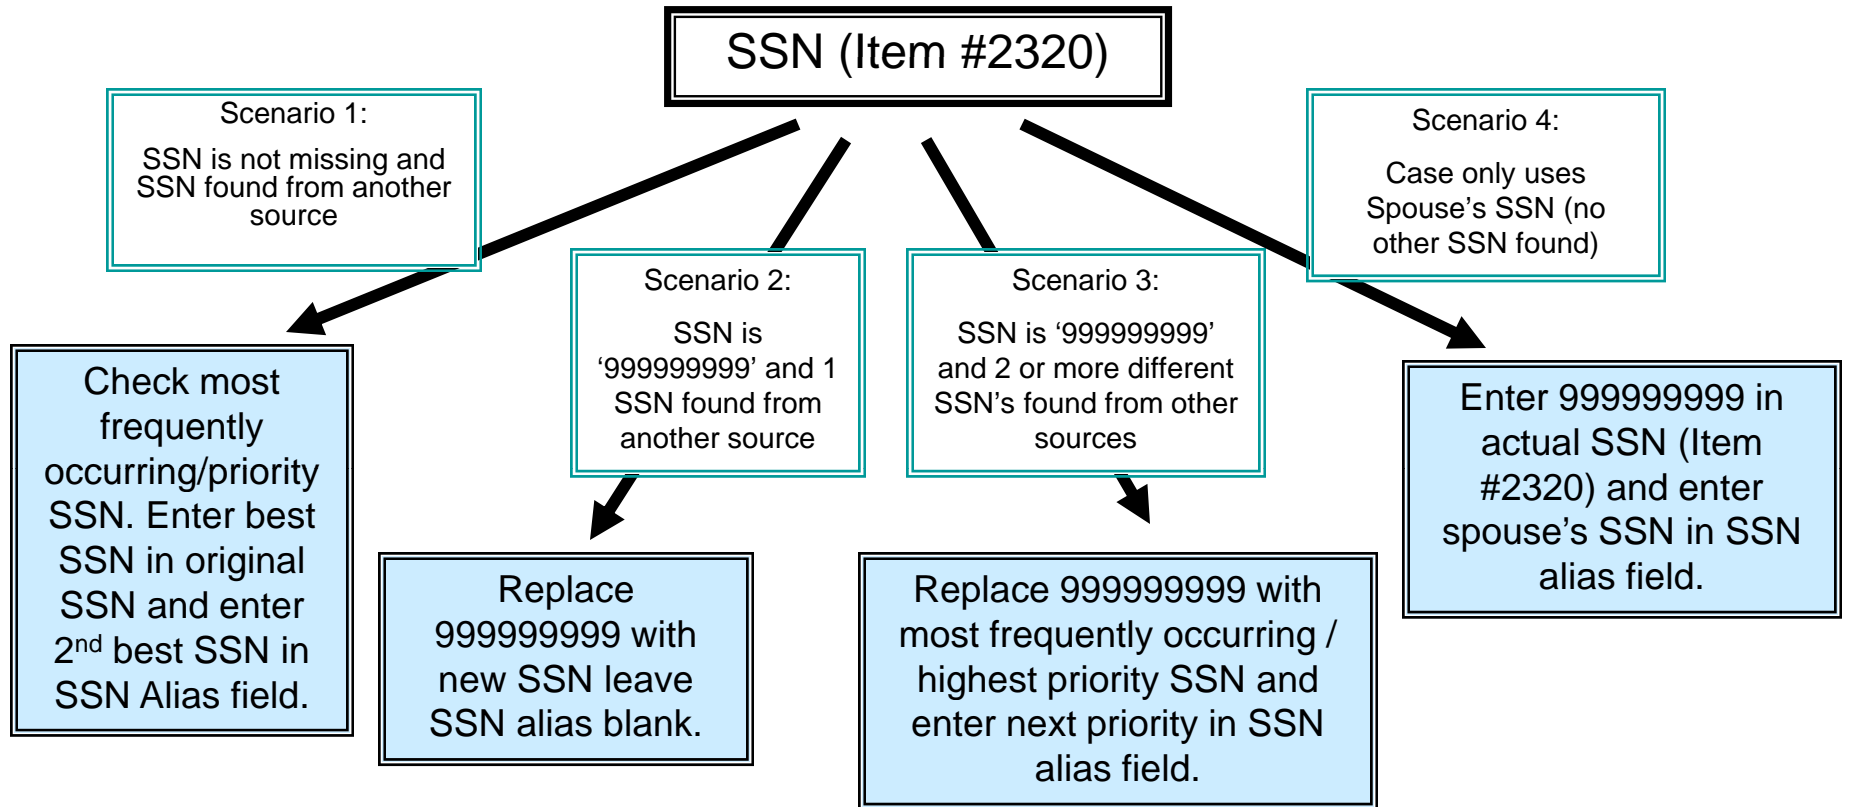 SSN (Item #2320)
Scenario 1:
SSN is not missing and
SSN found from another
source
Scenario 2:
SSN is
‘999999999’ and 1
SSN found from
another source
Scenario 3:
SSN is ‘999999999’
and 2 or more different
SSN’s found from other
sources
Scenario 4:
Case only uses
Spouse’s SSN (no
other SSN found)
Check most
frequently
occurring/priority
SSN. Enter best
SSN in original
SSN and enter
2nd best SSN in
SSN Alias field.
Replace
999999999 with
new SSN leave
SSN alias blank.
Replace 999999999 with
most frequently occurring /
highest priority SSN and
enter next priority in SSN
alias field.
Enter 999999999 in
actual SSN (Item
#2320) and enter
spouse’s SSN in SSN
alias field.